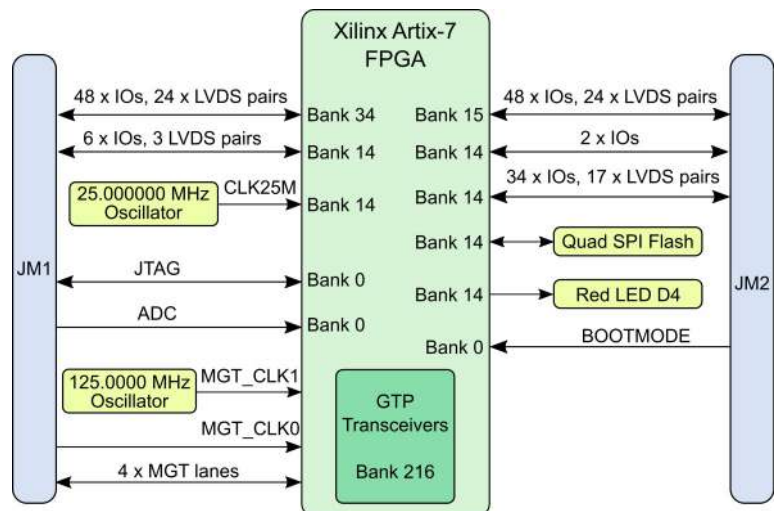 Xilinx Artix-7
FPGA
JM1
48 x IOs, 24 x LVDS pairs
Bank 34
6 x IOs, 3 LVDS pairs
Bank 14
25.000000 MHz
Oscillator
CLK25M
Bank 14
JTAG
Bank 0
ADC
Bank 0
125.0000 MHz
Oscillator
MGT_CLK1
MGT_CLK0
4 x MGT lanes
GTP
Transceivers
Bank 216
Bank 15
48 x IOs, 24 x LVDS pairs
Bank 14
2 x IOs
Bank 14
34 x IOs, 17 x LVDS pairs
Bank 14
Quad SPI Flash
Bank 14
Red LED D4
Bank 0
BOOTMODE
JM2